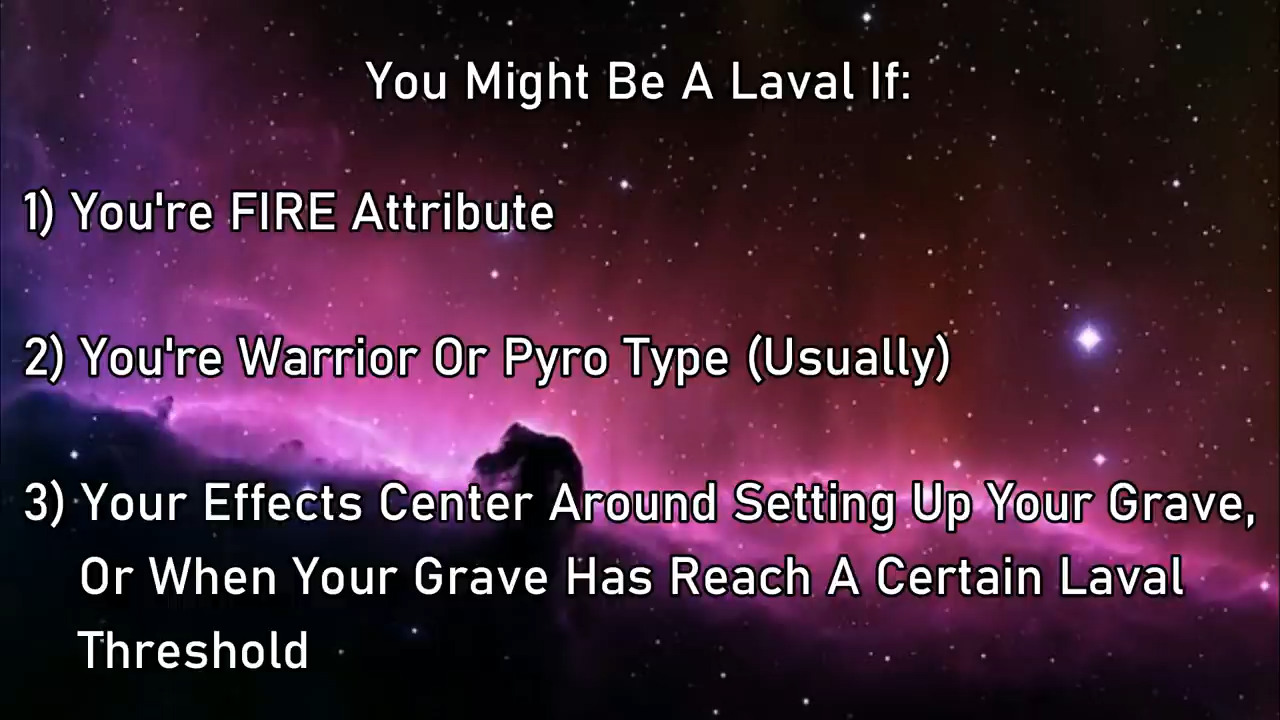 You Might Be A Laval If:
1) You're FIRE Attribute
2) You're Warrior Or Pyro Type (Usually)
3) Your Effects Center Around Setting Up Your Grave,
Or When Your Grave Has Reach A Certain Laval
Threshold